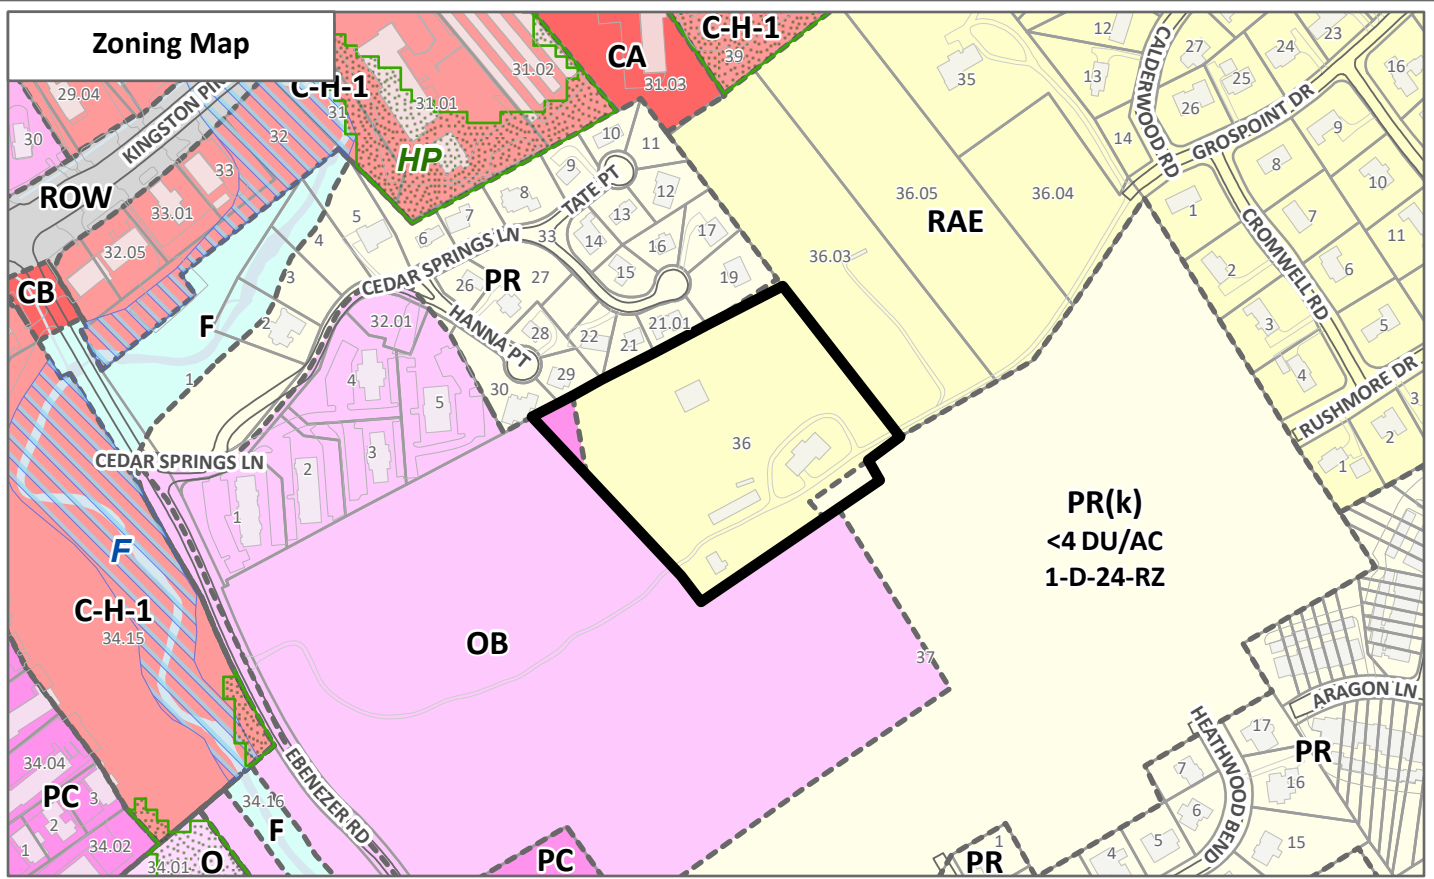 Zoning Map
C-H-1
39
CA
31.03
31.02
31.01
C-H-1
31
HP
29.04
30
KINGSTON PIK
32
33
ROW
33.01
32.05
CB
F
1
2
3
4
5
6
7
8
9
10
11
12
TATE PT
33
13
14
15
16
17
19
CEDAR SPRINGS LN
PR
26
27
28
HANNA PT
22
21
21.01
29
30
32.01
4
5
3
2
1
CEDAR SPRINGS LN
35
36.05
36.04
36.03
RAE
36
12
13
14
CALDERWOOD RD
27
24
23
25
26
16
GROSPOINT DR
9
8
10
1
7
11
CROMWELL RD
2
6
3
5
4
RUSHMORE DR
3
2
1
PR(k)
<4 DU/AC
1-D-24-RZ
F
C-H-1
34.15
OB
37
EBENEZER RD
34.04
PC
3
2
1
34.02
34.01
O
34.16
F
PC
PR
1
HEATHWOOD BEND
17
16
15
7
6
5
4
ARAGON LN
PR